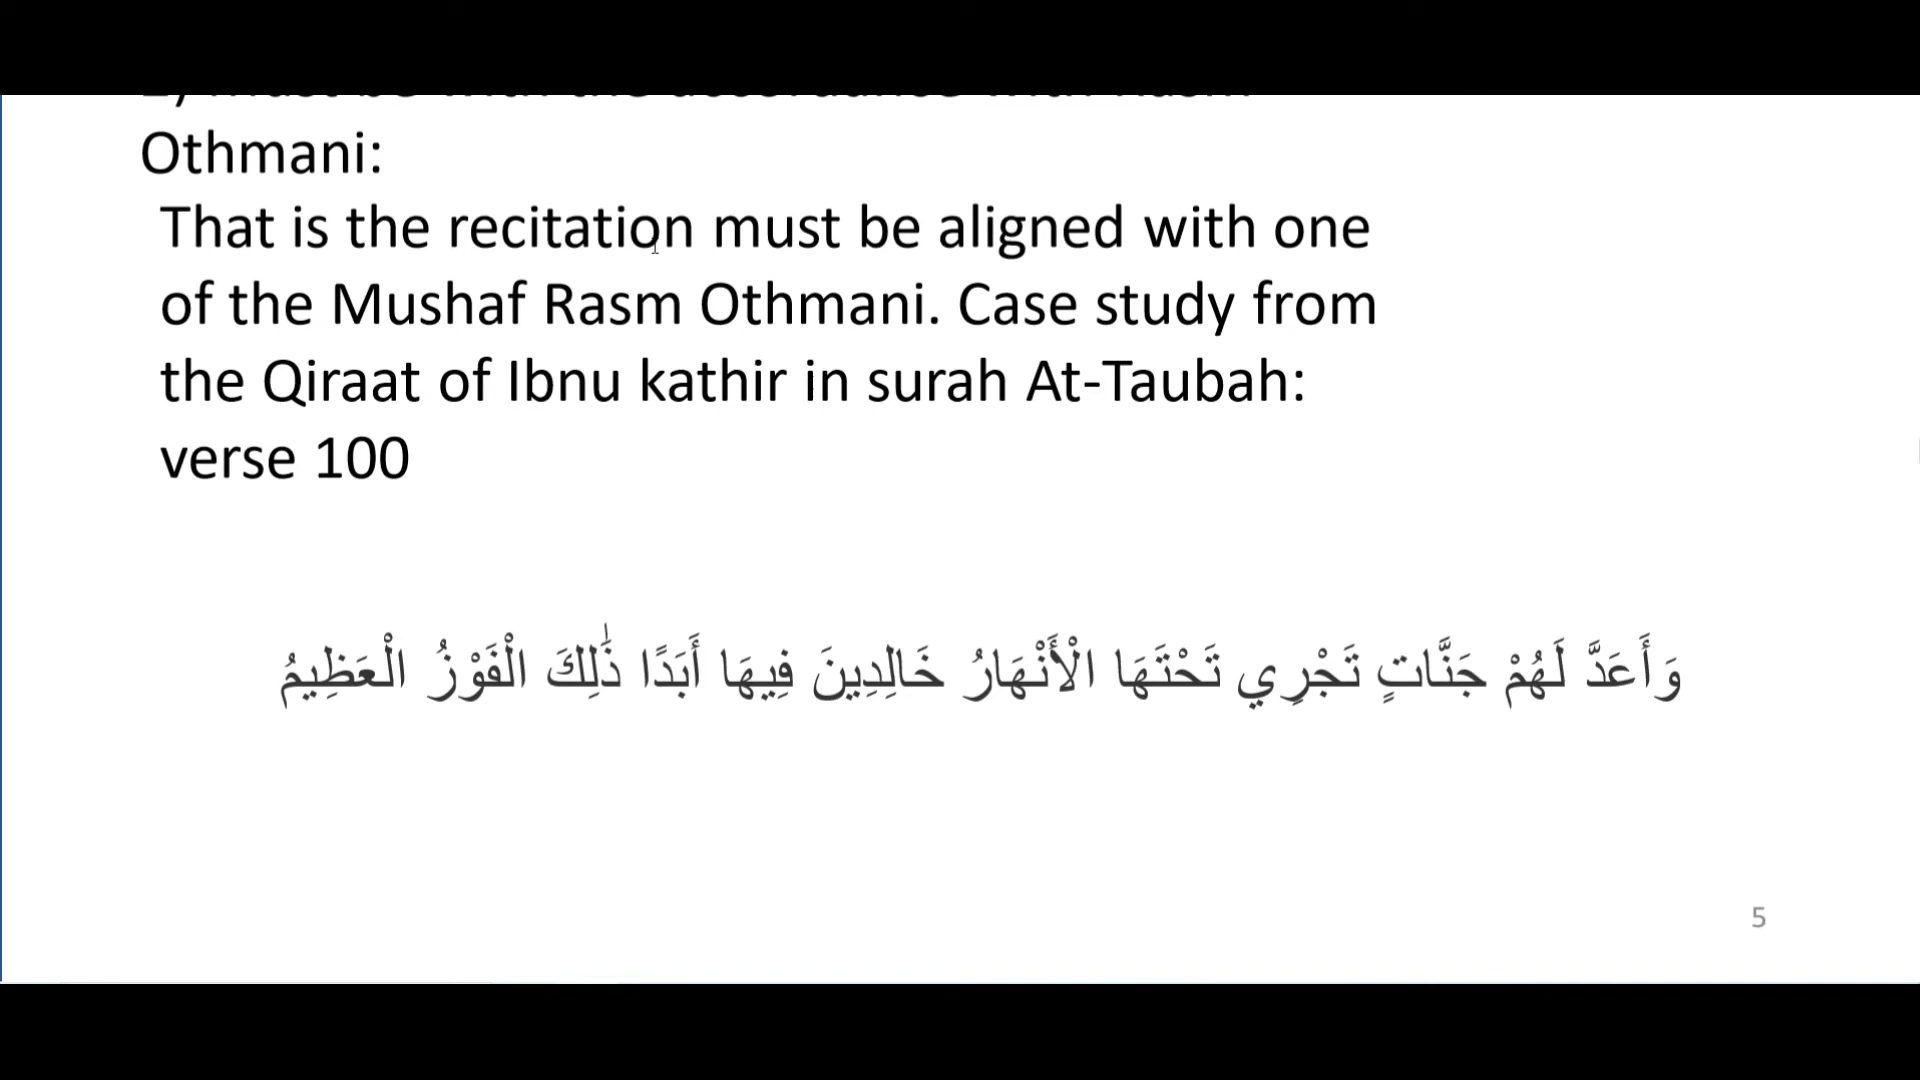 Othmani:
That is the recitation must be aligned with one
of the Mushaf Rasm Othmani. Case study from
the Qiraat of Ibnu kathir in surah At-Taubah:
verse 100
وَأَعَدَّ لَهُمْ جَنَّاتٍ تَجْرِي تَحْتَهَا الْأَنْهَارُ خَالِدِينَ فِيهَا أَبَدًا ذَٰلِكَ الْفَوْزُ الْعَظِيمُ
5